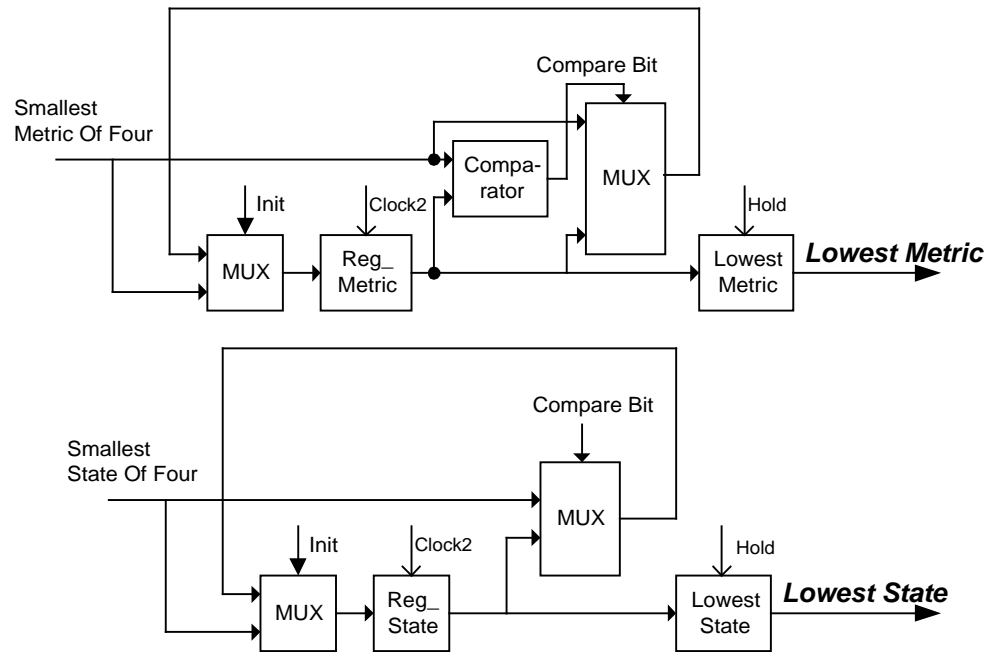 Compare Bit
Smallest
Metric Of Four
Compa-
rator
MUX
Init
Clock2
Hold
MUX
Reg_
Metric
Lowest
Metric
Lowest Metric
Compare Bit
Smallest
State Of Four
MUX
Init
Clock2
Hold
MUX
Reg_
State
Lowest
State
Lowest State